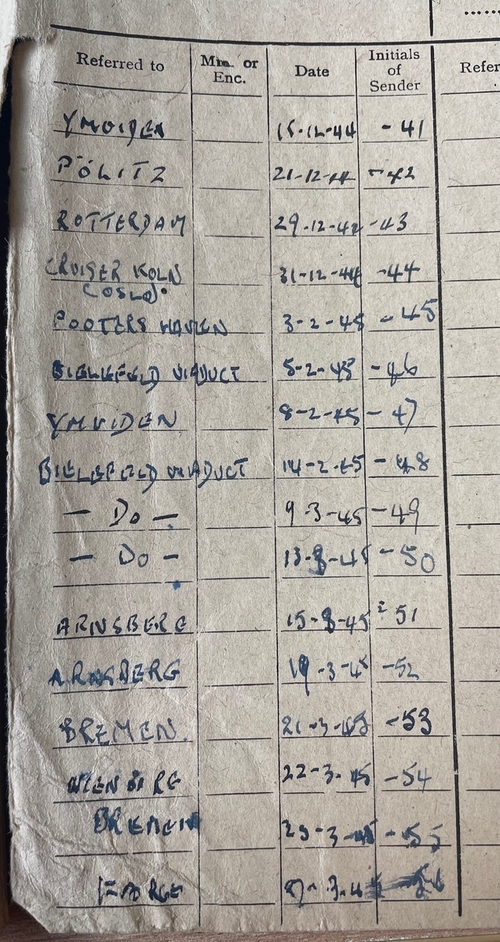 Referred to Min. or Enc. Date Initials of Sender Refer
YMUIDEN 15-12-44 -41
PÖLITZ 21-12-44 -42
ROTTERDAM 29-12-44 -43
CRUISER KOLN 31-12-44 -44
(OSLO).
POOTERS HAVEN 3-2-45 -45
BIELEFELD VIADUCT 5-2-45 -46
YMUIDEN 8-2-45 -47
BIELEFELD VIADUCT 14-2-45 -48
— Do — 9-3-45 -49
— Do — 13-3-45 -50
ARNSBERG 15-3-45 -51
ARNSBERG 19-3-45 -52
BREMEN. 21-3-45 -53
22-3-45 -54
BREMEN 23-3-45 -55